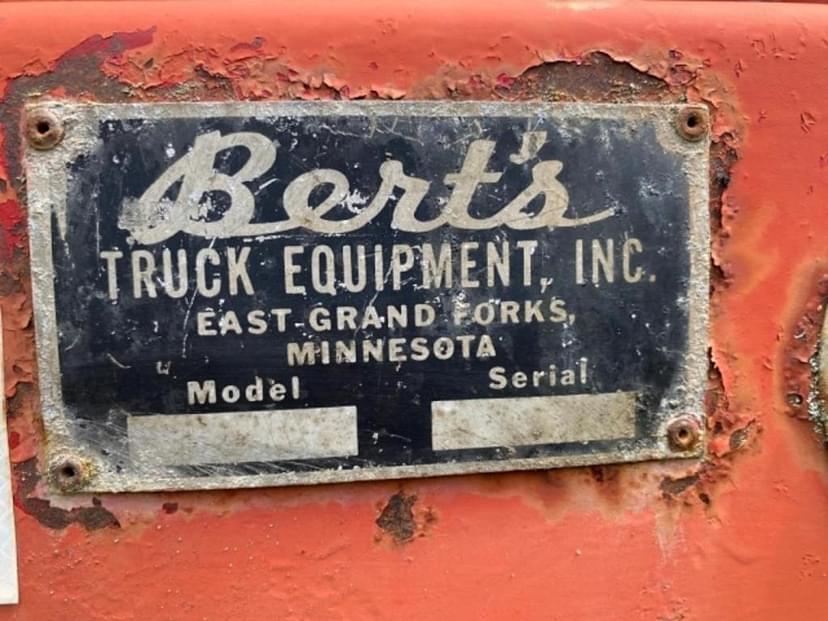 Bert's
TRUCK EQUIPMENT, INC.
EAST GRAND FORKS,
MINNESOTA
Model
Serial